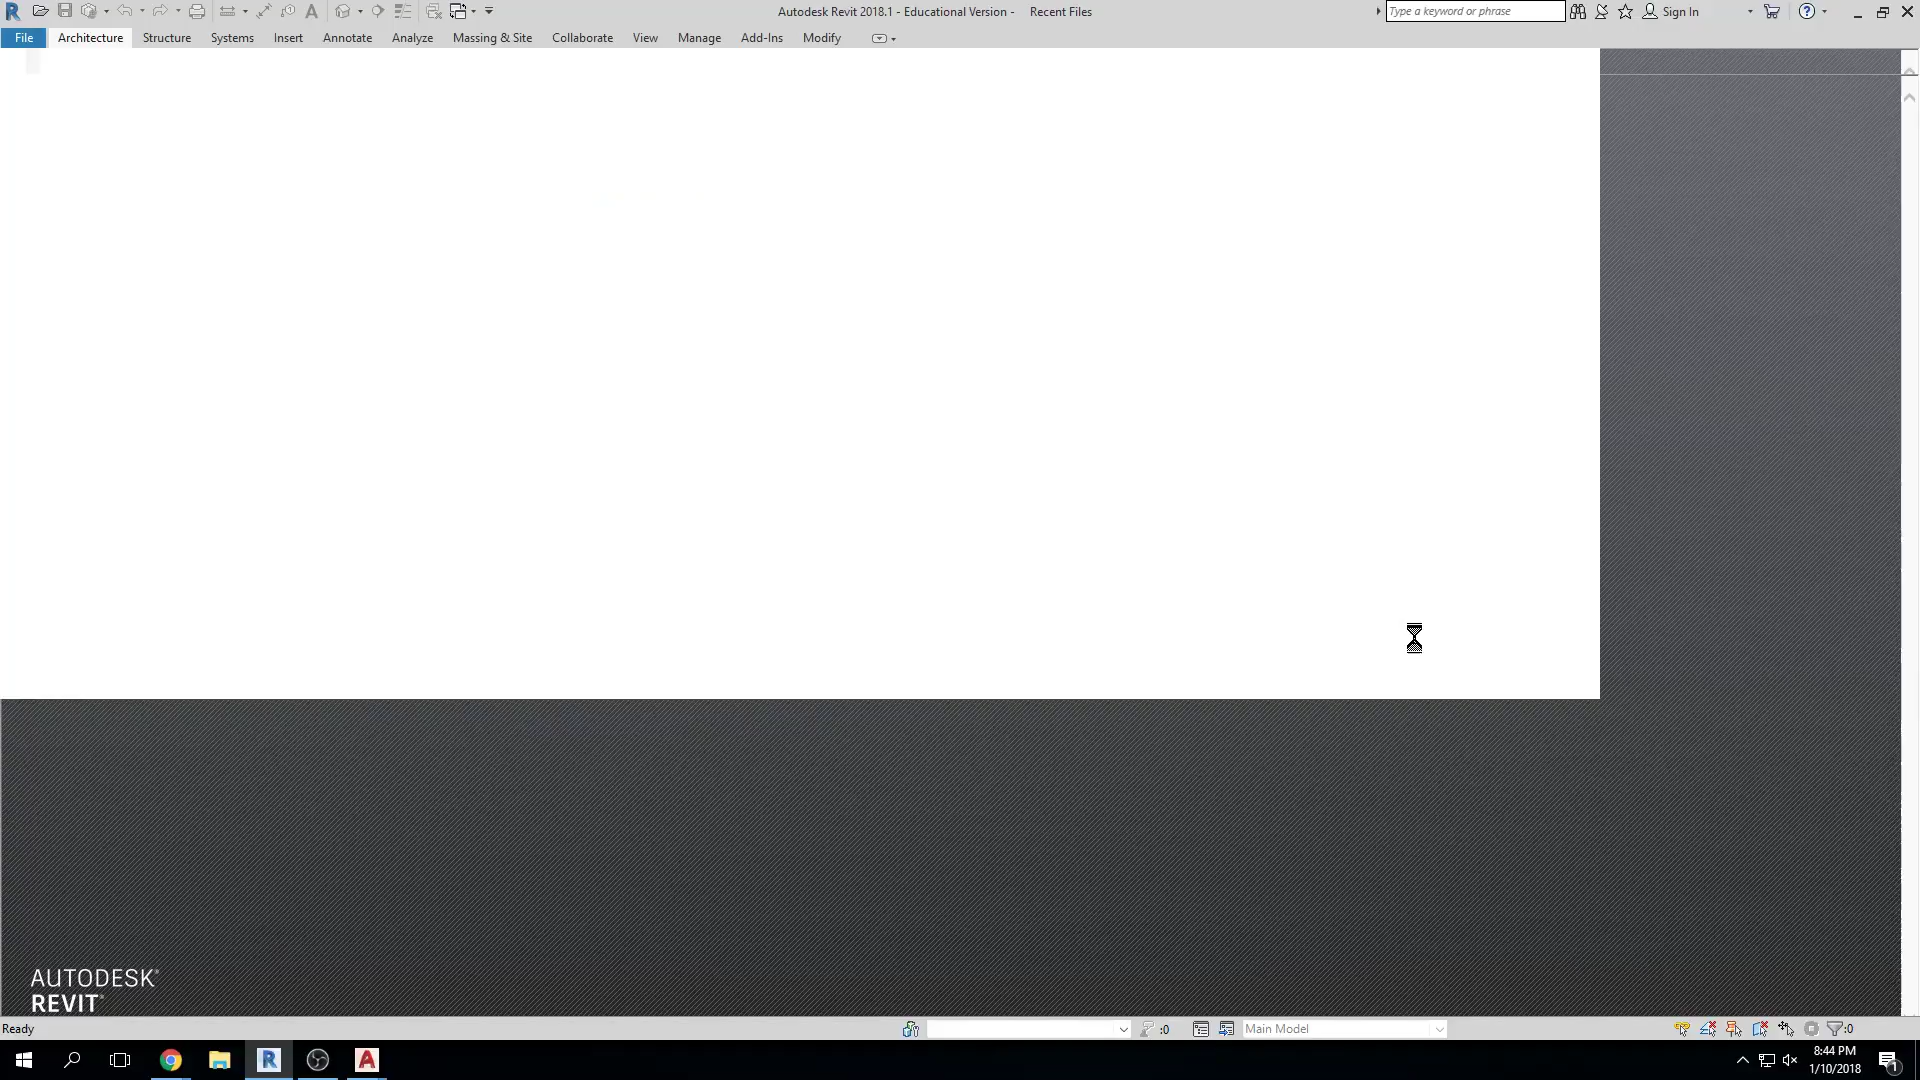 Autodesk Revit 2018.1 - Educational Version -    Recent Files
Type a keyword or phrase
Sign In
File
Architecture
Structure
Systems
Insert
Annotate
Analyze
Massing & Site
Collaborate
View
Manage
Add-Ins
Modify
AUTODESK®
REVIT®
Ready
:0
Main Model
:0
8:44 PM
1/10/2018
1